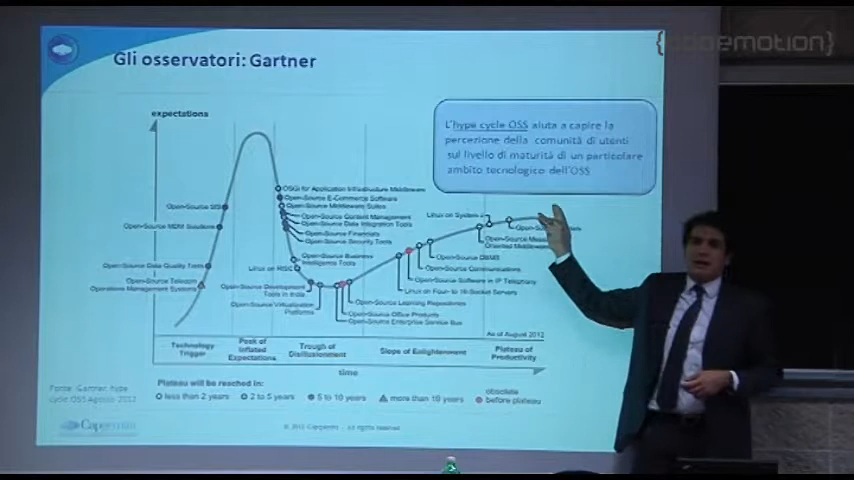 {codemotion}
Gli osservatori: Gartner
expectations
L'hype cycle OSS aiuta a capire la
percezione della comunità di utenti
sul livello di maturità di un particolare
ambito tecnologico dell'OSS
OSGi for Application Infrastructure Middleware
Open-Source E-Commerce Software
Open-Source Middleware Suites
Open-Source Content Management
Open-Source Data Integration Tools
Open-Source Financials
Open-Source Security Tools
Open-Source SIS
Open-Source MDM Solutions
Open-Source Data Quality Tools
Open-Source Telecom
Operations Management Systems
Open-Source Business
Intelligence Tools
Linux on RISC
Open-Source Development
Tools in India
Open-Source Virtualization
Platforms
Open-Source Learning Repositories
Open-Source Office Products
Open-Source Enterprise Service Bus
Linux on System z
Open-Source
Open-Source
Oriented Middleware
Open-Source DBMS
Open-Source Communications
Open-Source Software in IP Telephony
Linux on Four- to 16-Socket Servers
As of August 2012
Technology
Trigger
Peak of
Inflated
Expectations
Trough of
Disillusionment
Slope of Enlightenment
Plateau of
Productivity
time
Plateau will be reached in:
less than 2 years
2 to 5 years
5 to 10 years
more than 10 years
obsolete
before plateau
Fonte: Gartner, hype
cycle OSS Agosto 2012
Capgemini
© 2012 Capgemini - All rights reserved